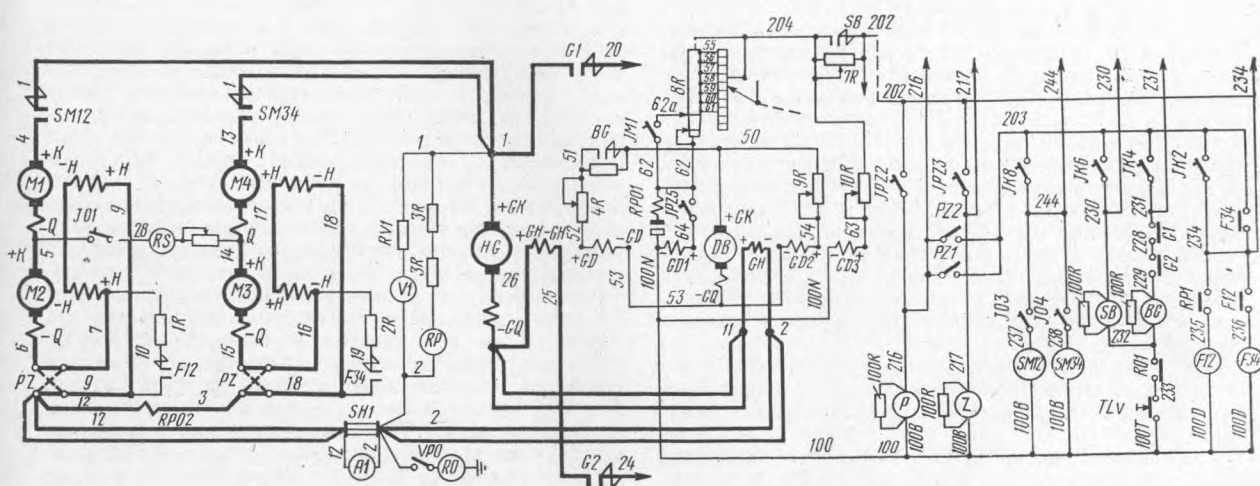 G1 20
204
SB 202
55
56
57
58
59
60
61
8R
7R
202
216
217
244
230
231
234
1
SM12
4
13
SM34
1
1
62a
JM1
50
203
+K
M1
-H
+H
J01
9
-Q
5
28
RS
14
+K
M4
+H
-H
17
18
-Q
RV1
3R
3R
V1
RP
2
+GK
HG
26
-GQ
+GH -GH
25
51
BG
4R
52
+GD
-GD
53
62
62
RP01
JPZ1
64
GD1
100N
+GK
DB
GQ
53
+
-
GH
9R
54
GD2
+
100N
10R
63
GD3
+
JPZ2
JPZ3
PZ2
PZ1
JK8
JK6
JK4
JK2
F34
244
230
231
234
228
G1
G2
229
+K
M2
-H
+H
-Q
6
7
1R
10
F12
+K
M3
+H
-H
-Q
15
16
2R
19
F34
PZ
9
12
PZ
18
3
12
RP02
SH1
12
2
A1
VPO
RO
2
11
2
G2 24
J03
J04
237
238
SM12
SM34
100B
100B
100R
SB
100R
BG
232
R01
233
TLv
100T
RP1
F12
235
236
F12
F34
100D
100D
100R
216
P
100B
100R
217
Z
100B
100
100